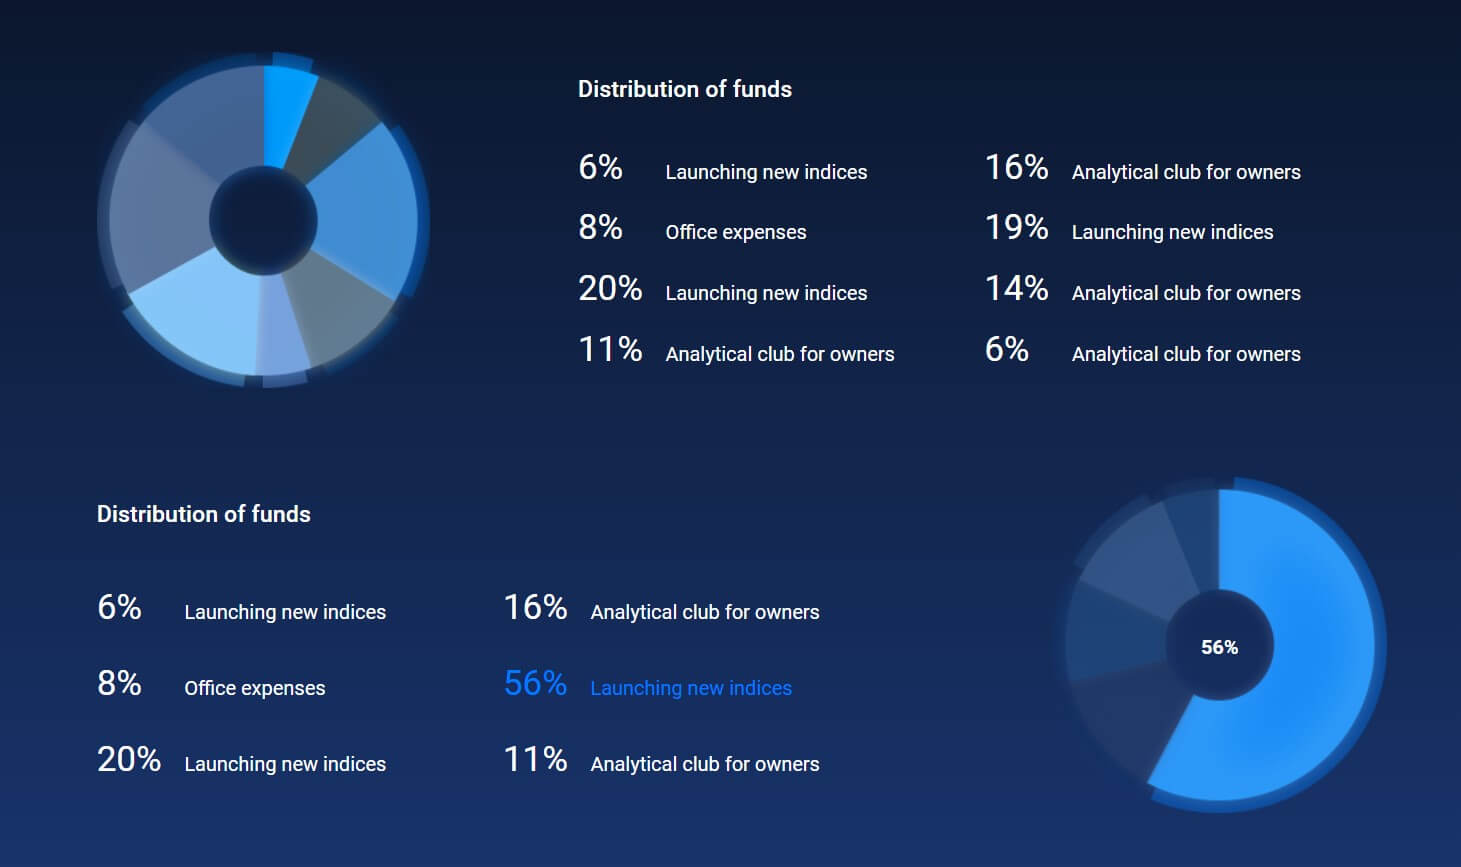 Distribution of funds
6% Launching new indices
16% Analytical club for owners
8% Office expenses
19% Launching new indices
20% Launching new indices
14% Analytical club for owners
11% Analytical club for owners
6% Analytical club for owners
Distribution of funds
6% Launching new indices
16% Analytical club for owners
8% Office expenses
56% Launching new indices
20% Launching new indices
11% Analytical club for owners
56%